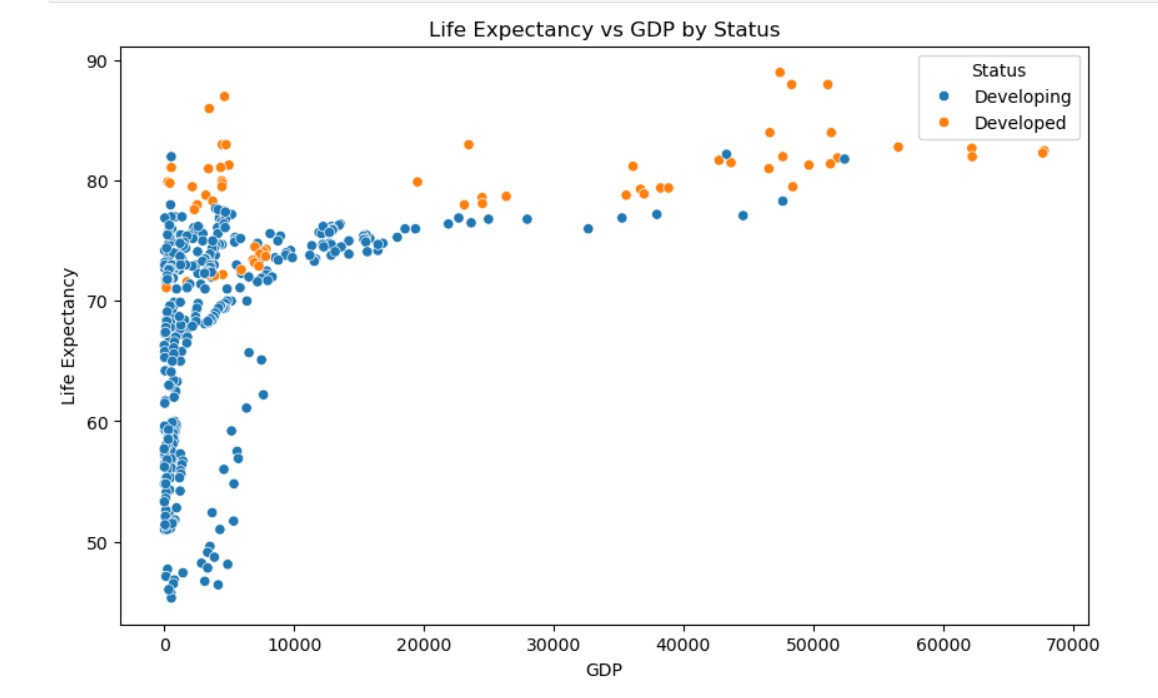 Life Expectancy vs GDP by Status
90
80
70
60
50
Life Expectancy
Status
Developing
Developed
0 10000 20000 30000 40000 50000 60000 70000
GDP